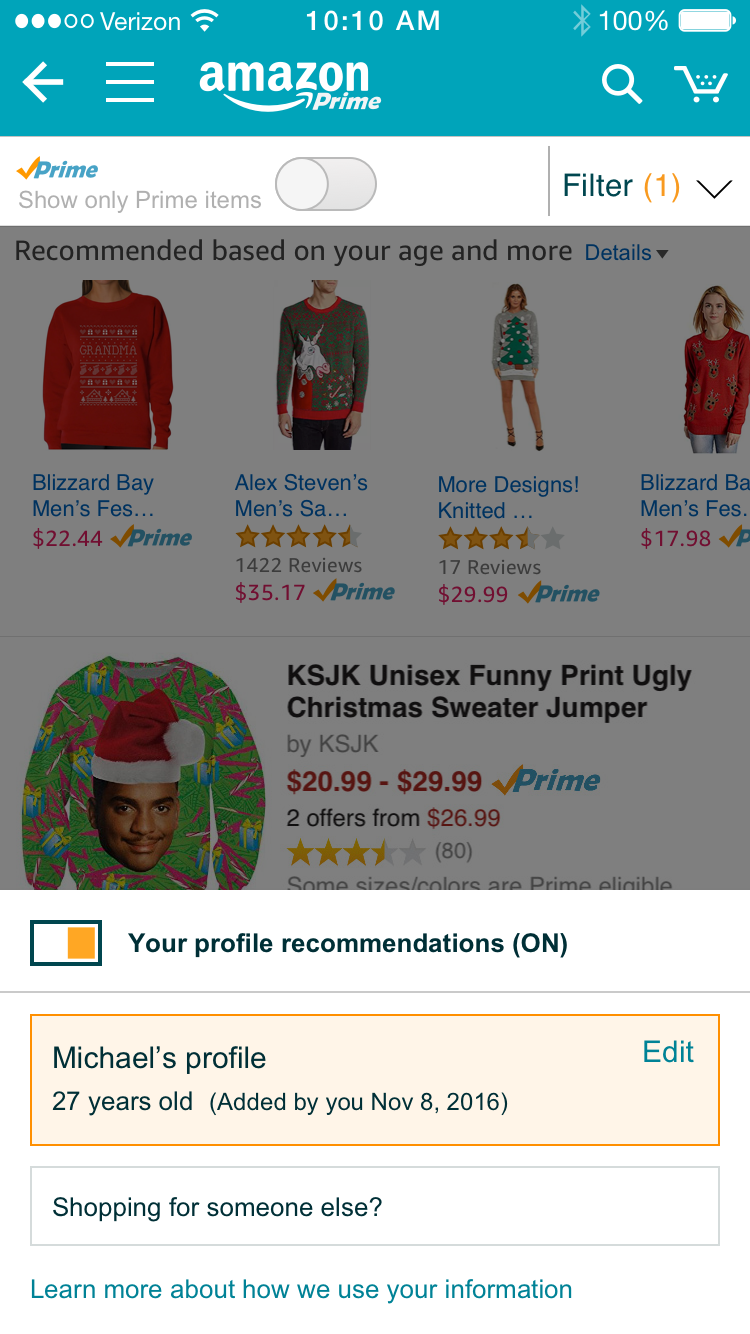 Verizon 10:10 AM 100%
amazon
Prime
Prime
Show only Prime items
Filter (1)
Recommended based on your age and more Details
GRANDMA
Blizzard Bay
Men's Fes...
$22.44 Prime
Alex Steven's
Men's Sa...
1422 Reviews
$35.17 Prime
More Designs!
Knitted ...
17 Reviews
$29.99 Prime
Blizzard Ba
Men's Fes.
$17.98 P
KSJK Unisex Funny Print Ugly
Christmas Sweater Jumper
by KSJK
$20.99 - $29.99 Prime
2 offers from $26.99
(80)
Some sizes/colors are Prime eligible
Your profile recommendations (ON)
Michael's profile
Edit
27 years old (Added by you Nov 8, 2016)
Shopping for someone else?
Learn more about how we use your information